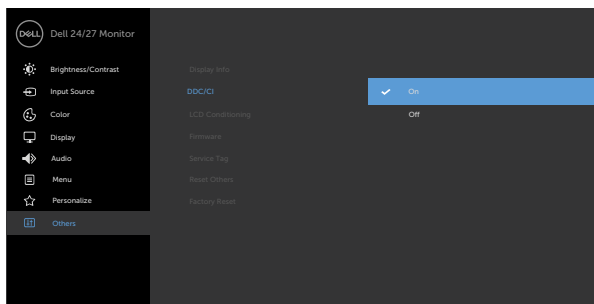 DELL
Dell 24/27 Monitor
Brightness/Contrast
Input Source
Color
Display
Audio
Menu
Personalize
Others
Display Info
DDC/CI
LCD Conditioning
Firmware
Service Tag
Reset Others
Factory Reset
On
Off